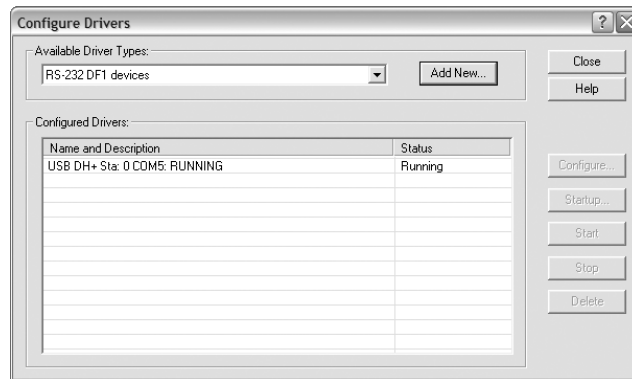 Configure Drivers
Available Driver Types:
RS-232 DF1 devices
Add New...
Close
Help
Configured Drivers:
Name and Description Status
USB DH+ Sta: 0 COM5: RUNNING Running
Configure...
Startup...
Start
Stop
Delete